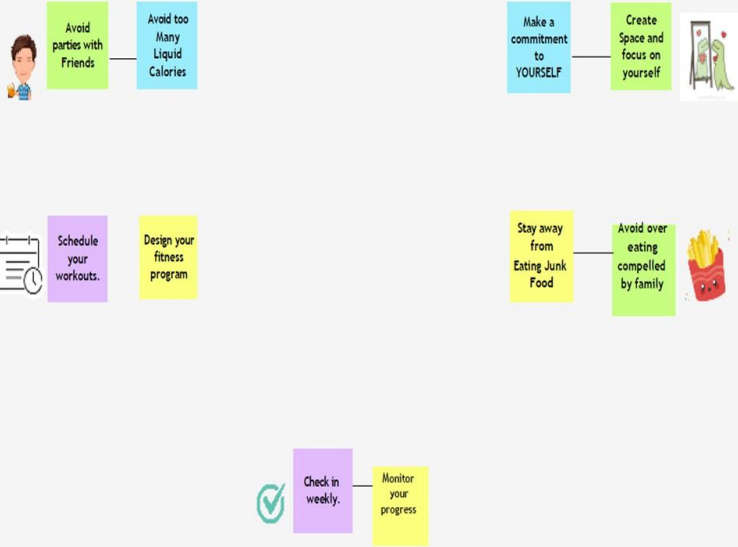 Avoid
parties with
Friends
Avoid too
Many
Liquid
Calories
Make a
commitment
to
YOURSELF
Create
Space and
focus on
yourself
Schedule
your
workouts.
Design your
fitness
program
Stay away
from
Eating Junk
Food
Avoid over
eating
compelled
by family
Check in
weekly.
Monitor
your
progress